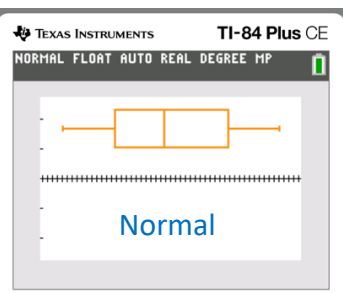 TEXAS INSTRUMENTS TI-84 Plus CE
NORMAL FLOAT AUTO REAL DEGREE MP
Normal